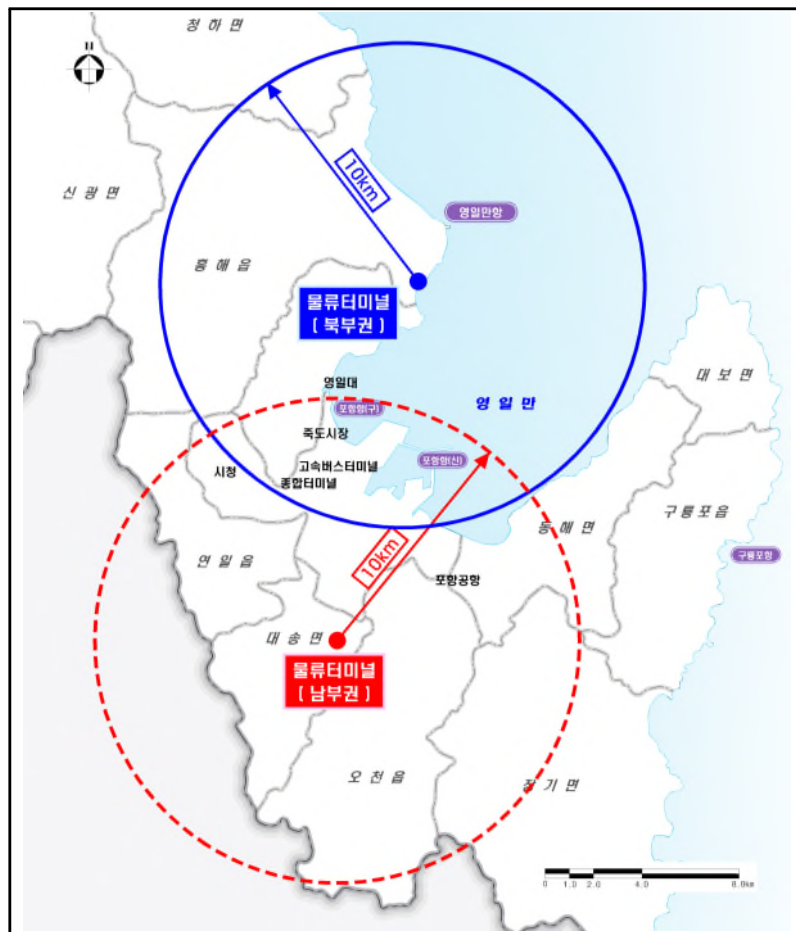 청하면
신광면
10km
영일만항
흥해읍
물류터미널
( 북부권 )
대보면
영일대
영일만
포항항(구)
죽도시장
포항항(신)
고속버스터미널
시청
종합터미널
구룡포읍
동해면
10km
연일읍
구룡포항
포항공항
대송면
물류터미널
( 남부권 )
오천읍
장기면
0 1.0 2.0 4.0 8.0km